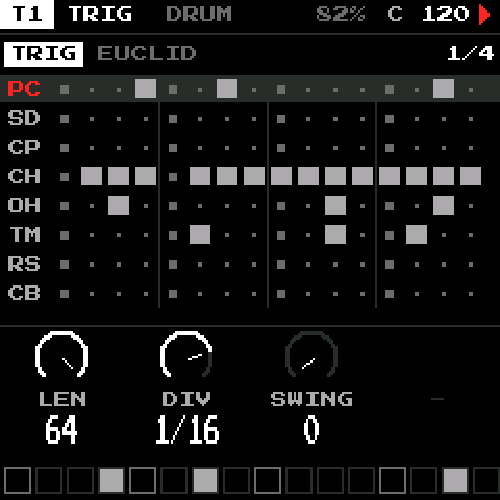 T1 TRIG DRUM 82% C 120
TRIG EUCLID 1/4
PC
SD
CP
CH
OH
TM
RS
CB
LEN DIV SWING –
64 1/16 0